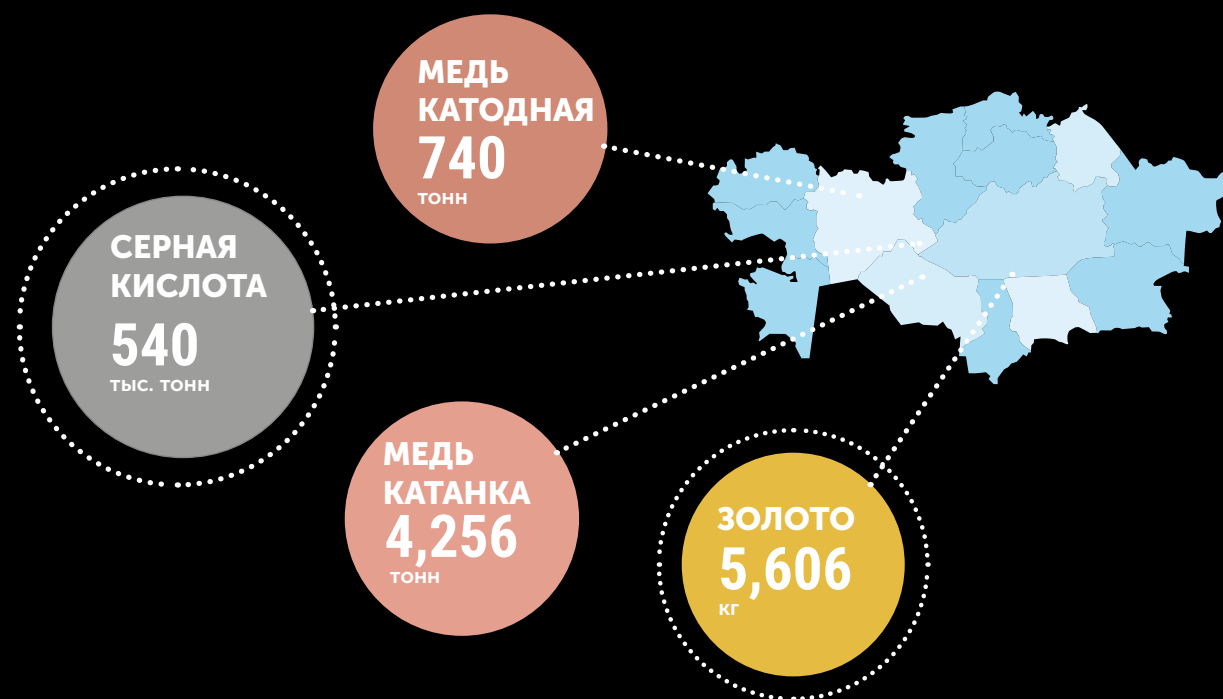 МЕДЬ
КАТОДНАЯ
740
ТОНН
СЕРНАЯ
КИСЛОТА
540
ТЫС. ТОНН
МЕДЬ
КАТАНКА
4,256
ТОНН
ЗОЛОТО
5,606
КГ